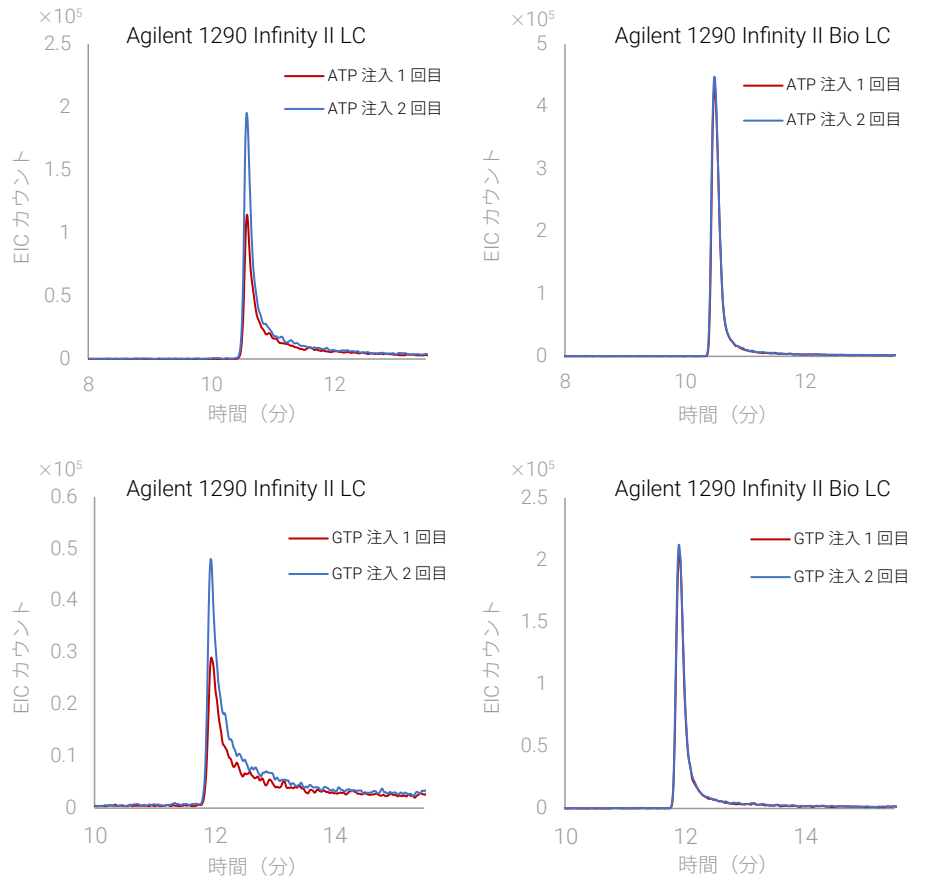 ×10⁵
Agilent 1290 Infinity II LC
2.5
ATP 注入 1 回目
2
ATP 注入 2 回目
1.5
1
0.5
0
EIC カウント
8
10
12
時間（分）
×10⁵
Agilent 1290 Infinity II Bio LC
5
ATP 注入 1 回目
4
ATP 注入 2 回目
3
2
1
0
EIC カウント
8
10
12
時間（分）
×10⁵
Agilent 1290 Infinity II LC
0.6
GTP 注入 1 回目
0.5
GTP 注入 2 回目
0.4
0.3
0.2
0.1
0
EIC カウント
10
12
14
時間（分）
×10⁵
Agilent 1290 Infinity II Bio LC
2.5
GTP 注入 1 回目
2
GTP 注入 2 回目
1.5
1
0.5
0
EIC カウント
10
12
14
時間（分）